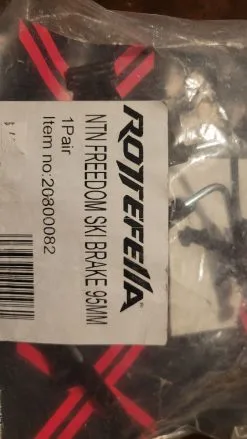 ROTTEFELLA®
NTN FREEDOM SKI BRAKE 95MM
1Pair
Item no:20800082